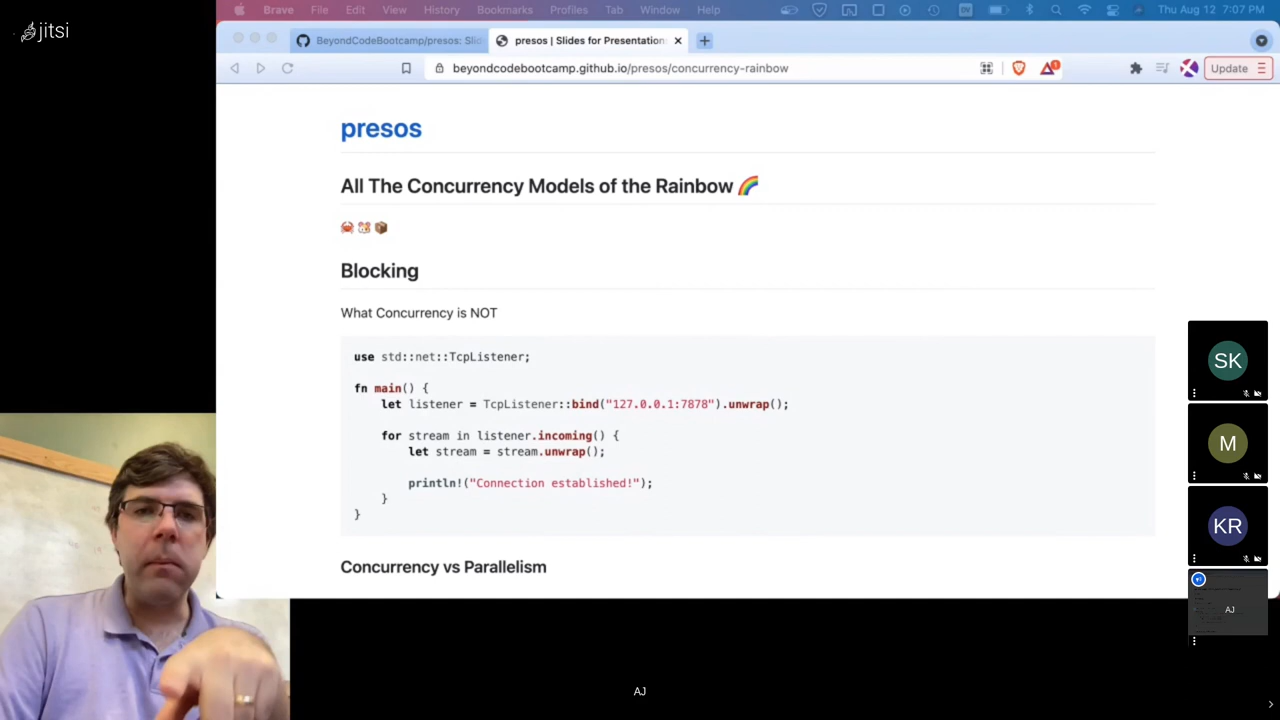 jitsi
Brave File Edit View History Bookmarks Profiles Tab Window Help Thu Aug 12 7:07 PM
BeyondCodeBootcamp/presos: Slid
presos | Slides for Presentation
beyondcodebootcamp.github.io/presos/concurrency-rainbow
1
Update
presos
All The Concurrency Models of the Rainbow 🌈
🦀 🐹 📦
Blocking
What Concurrency is NOT
use std::net::TcpListener;
fn main() {
let listener = TcpListener::bind("127.0.0.1:7878").unwrap();
for stream in listener.incoming() {
let stream = stream.unwrap();
println!("Connection established!");
}
}
Concurrency vs Parallelism
SK
M
KR
AJ
AJ